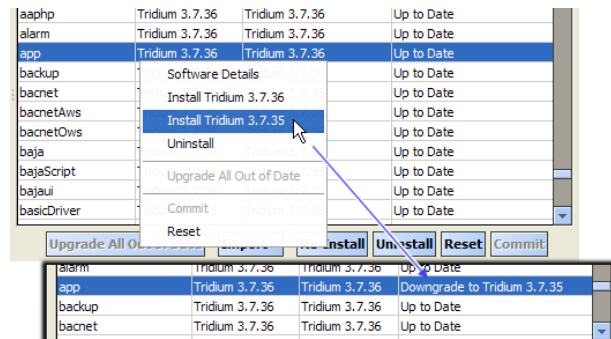 aaphp Tridium 3.7.36 Tridium 3.7.36 Up to Date
alarm Tridium 3.7.36 Tridium 3.7.36 Up to Date
app Tridium 3.7.36 Tridium 3.7.36 Up to Date
backup Up to Date
bacnet Up to Date
bacnetAws Up to Date
bacnetOws Up to Date
baja Up to Date
bajaScript Up to Date
bajaui Up to Date
basicDriver Up to Date
Software Details
Install Tridium 3.7.36
Install Tridium 3.7.35
Uninstall
Upgrade All Out of Date
Commit
Reset
Upgrade All Uninstall Reset Commit
alarm Tridium 3.7.36 Tridium 3.7.36 Up to Date
app Tridium 3.7.36 Tridium 3.7.36 Downgrade to Tridium 3.7.35
backup Tridium 3.7.36 Tridium 3.7.36 Up to Date
bacnet Tridium 3.7.36 Tridium 3.7.36 Up to Date